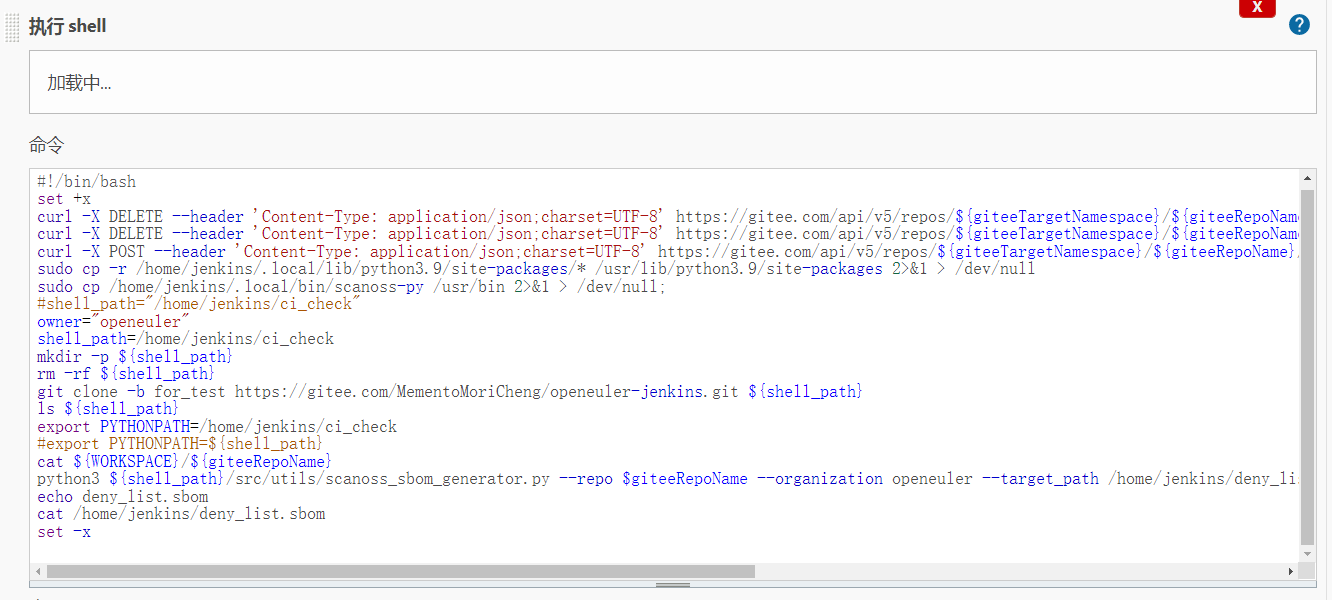 执行 shell
X
?
加载中...
命令
#!/bin/bash
set +x
curl -X DELETE --header 'Content-Type: application/json;charset=UTF-8' https://gitee.com/api/v5/repos/${giteeTargetNamespace}/${giteeRepoNam
curl -X DELETE --header 'Content-Type: application/json;charset=UTF-8' https://gitee.com/api/v5/repos/${giteeTargetNamespace}/${giteeRepoNam
curl -X POST --header 'Content-Type: application/json;charset=UTF-8' https://gitee.com/api/v5/repos/${giteeTargetNamespace}/${giteeRepoName}
sudo cp -r /home/jenkins/.local/lib/python3.9/site-packages/* /usr/lib/python3.9/site-packages 2>&1 > /dev/null
sudo cp /home/jenkins/.local/bin/scanoss-py /usr/bin 2>&1 > /dev/null;
#shell_path="/home/jenkins/ci_check"
owner="openeuler"
shell_path=/home/jenkins/ci_check
mkdir -p ${shell_path}
rm -rf ${shell_path}
git clone -b for_test https://gitee.com/MementoMoriCheng/openeuler-jenkins.git ${shell_path}
ls ${shell_path}
export PYTHONPATH=/home/jenkins/ci_check
#export PYTHONPATH=${shell_path}
cat ${WORKSPACE}/${giteeRepoName}
python3 ${shell_path}/src/utils/scanoss_sbom_generator.py --repo $giteeRepoName --organization openeuler --target_path /home/jenkins/deny_li
echo deny_list.sbom
cat /home/jenkins/deny_list.sbom
set -x